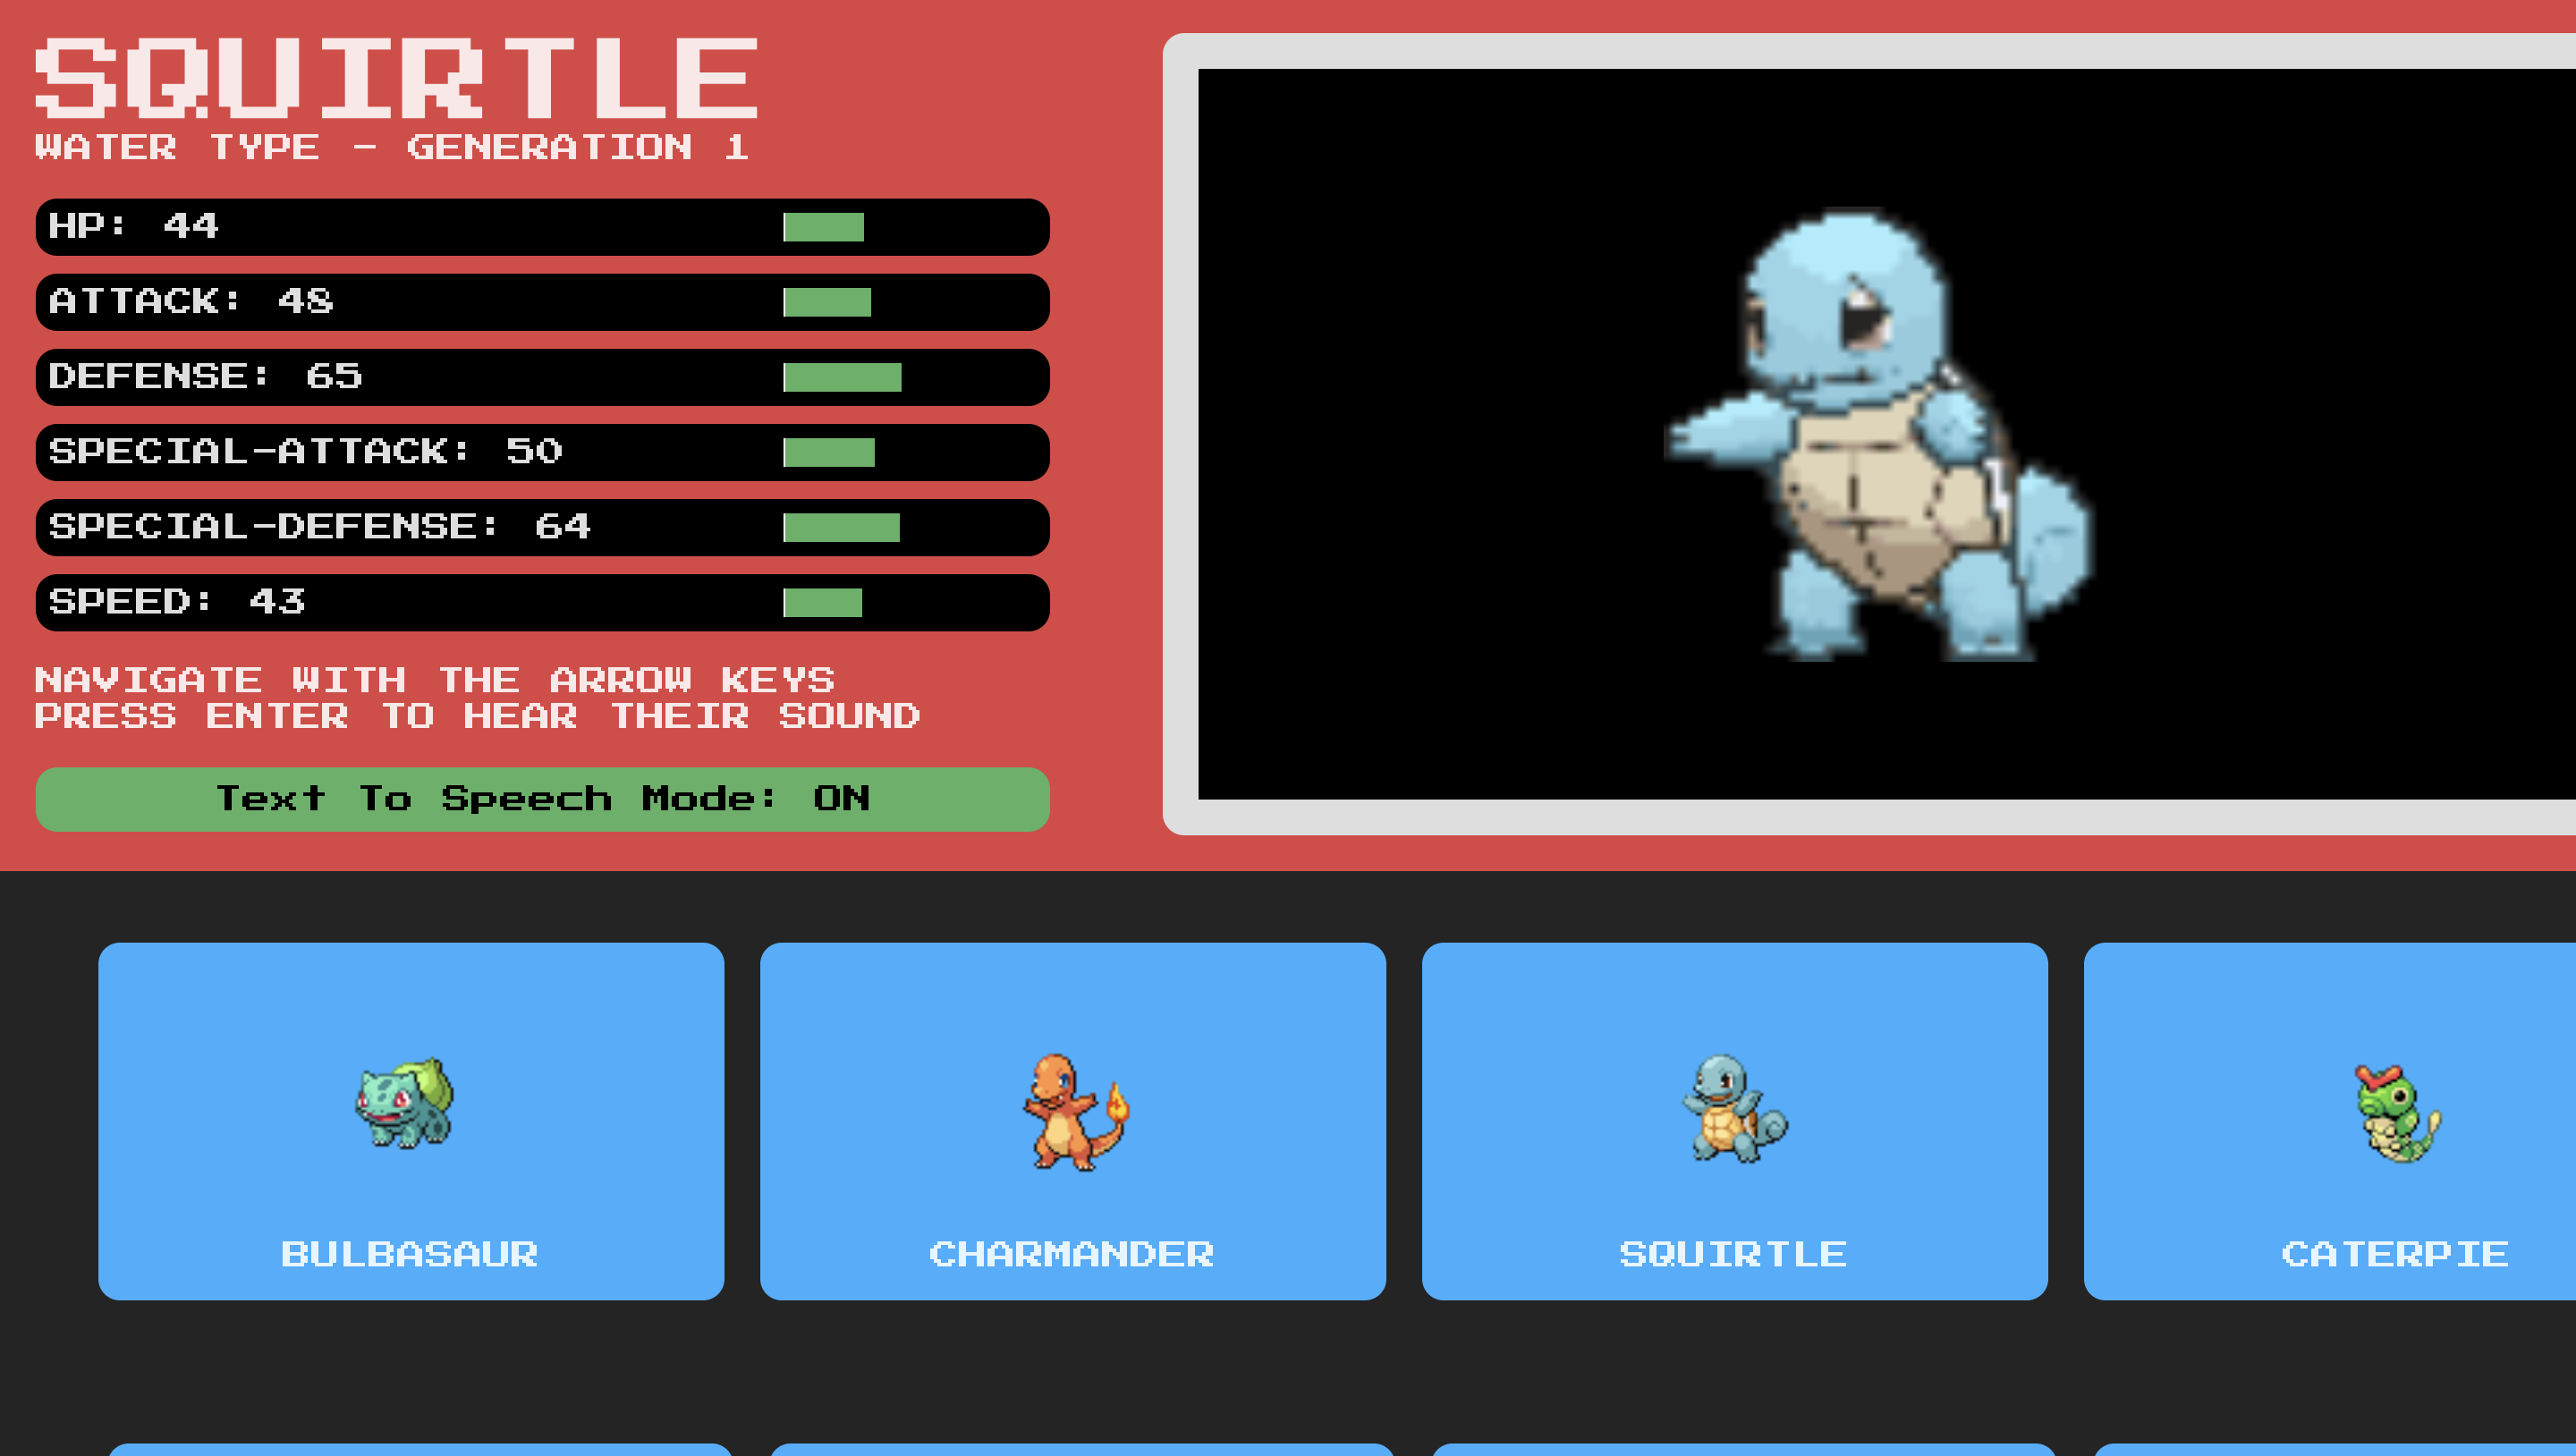 SQUIRTLE
WATER TYPE - GENERATION 1
HP: 44
ATTACK: 48
DEFENSE: 65
SPECIAL-ATTACK: 50
SPECIAL-DEFENSE: 64
SPEED: 43
NAVIGATE WITH THE ARROW KEYS
PRESS ENTER TO HEAR THEIR SOUND
Text To Speech Mode: ON
BULBASAUR
CHARMANDER
SQUIRTLE
CATERPIE